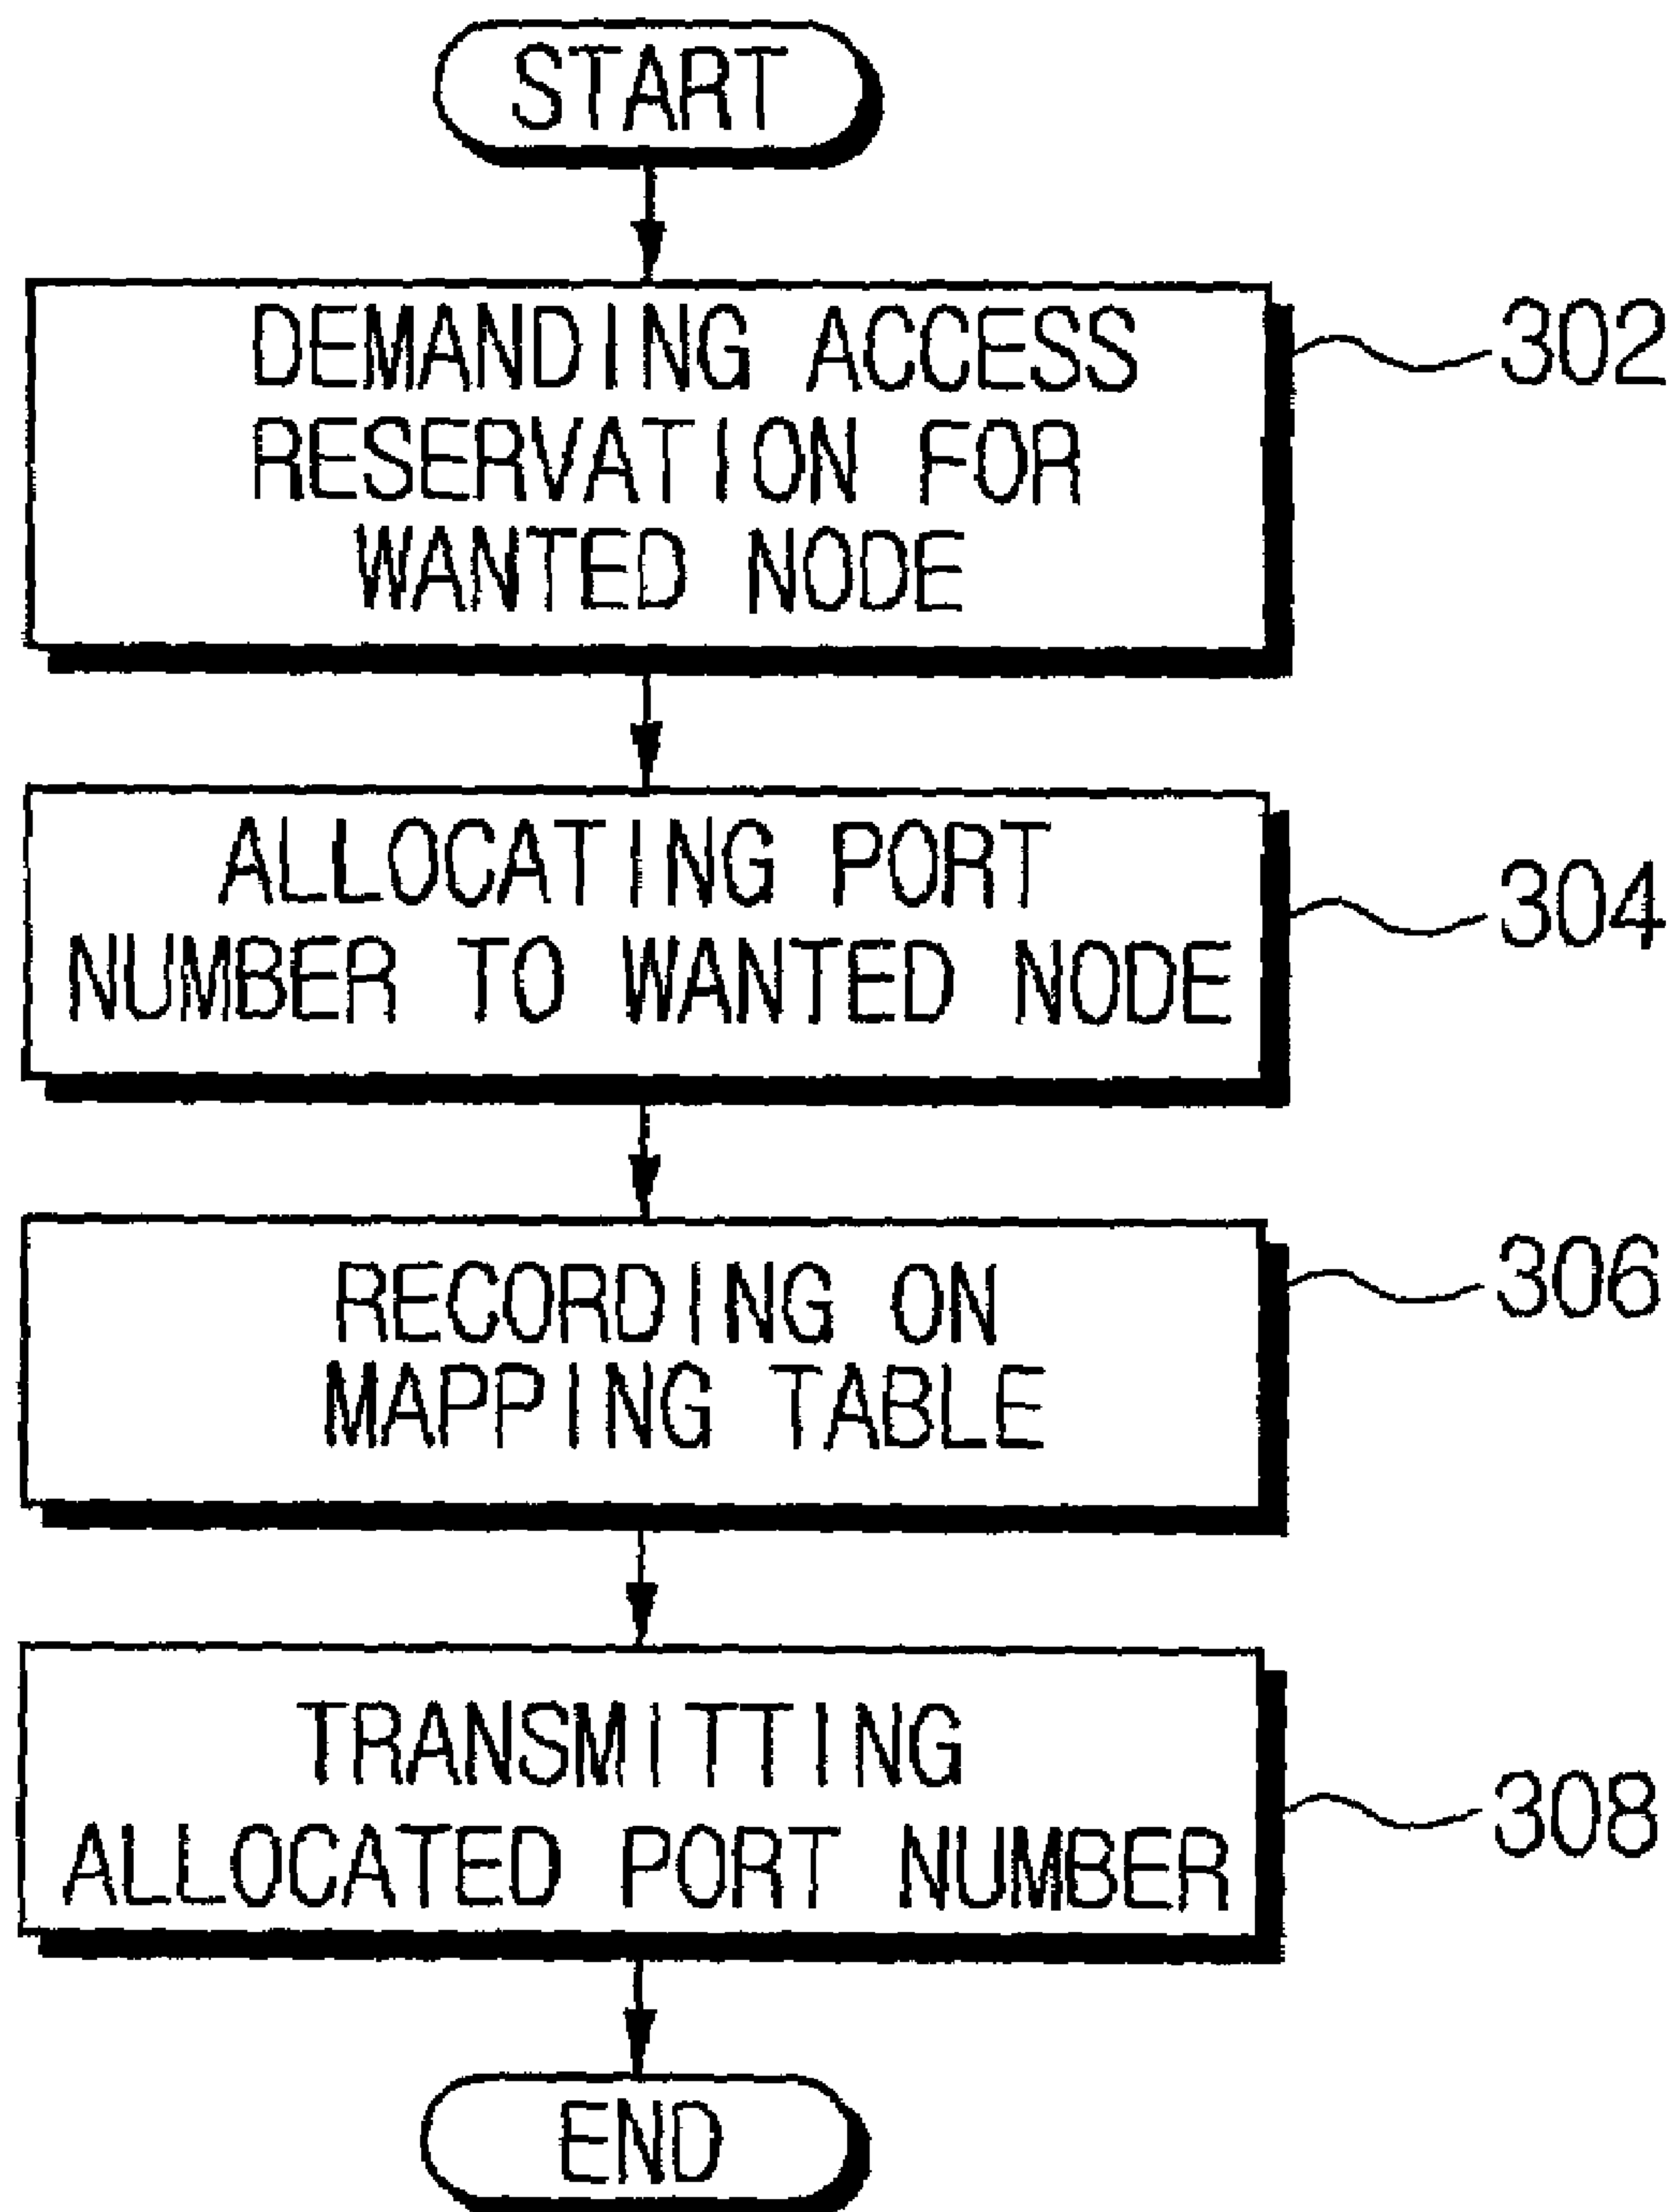 START
DEMANDING ACCESS
RESERVATION FOR
WANTED NODE
302
ALLOCATING PORT
NUMBER TO WANTED NODE
304
RECORDING ON
MAPPING TABLE
306
TRANSMITTING
ALLOCATED PORT NUMBER
308
END